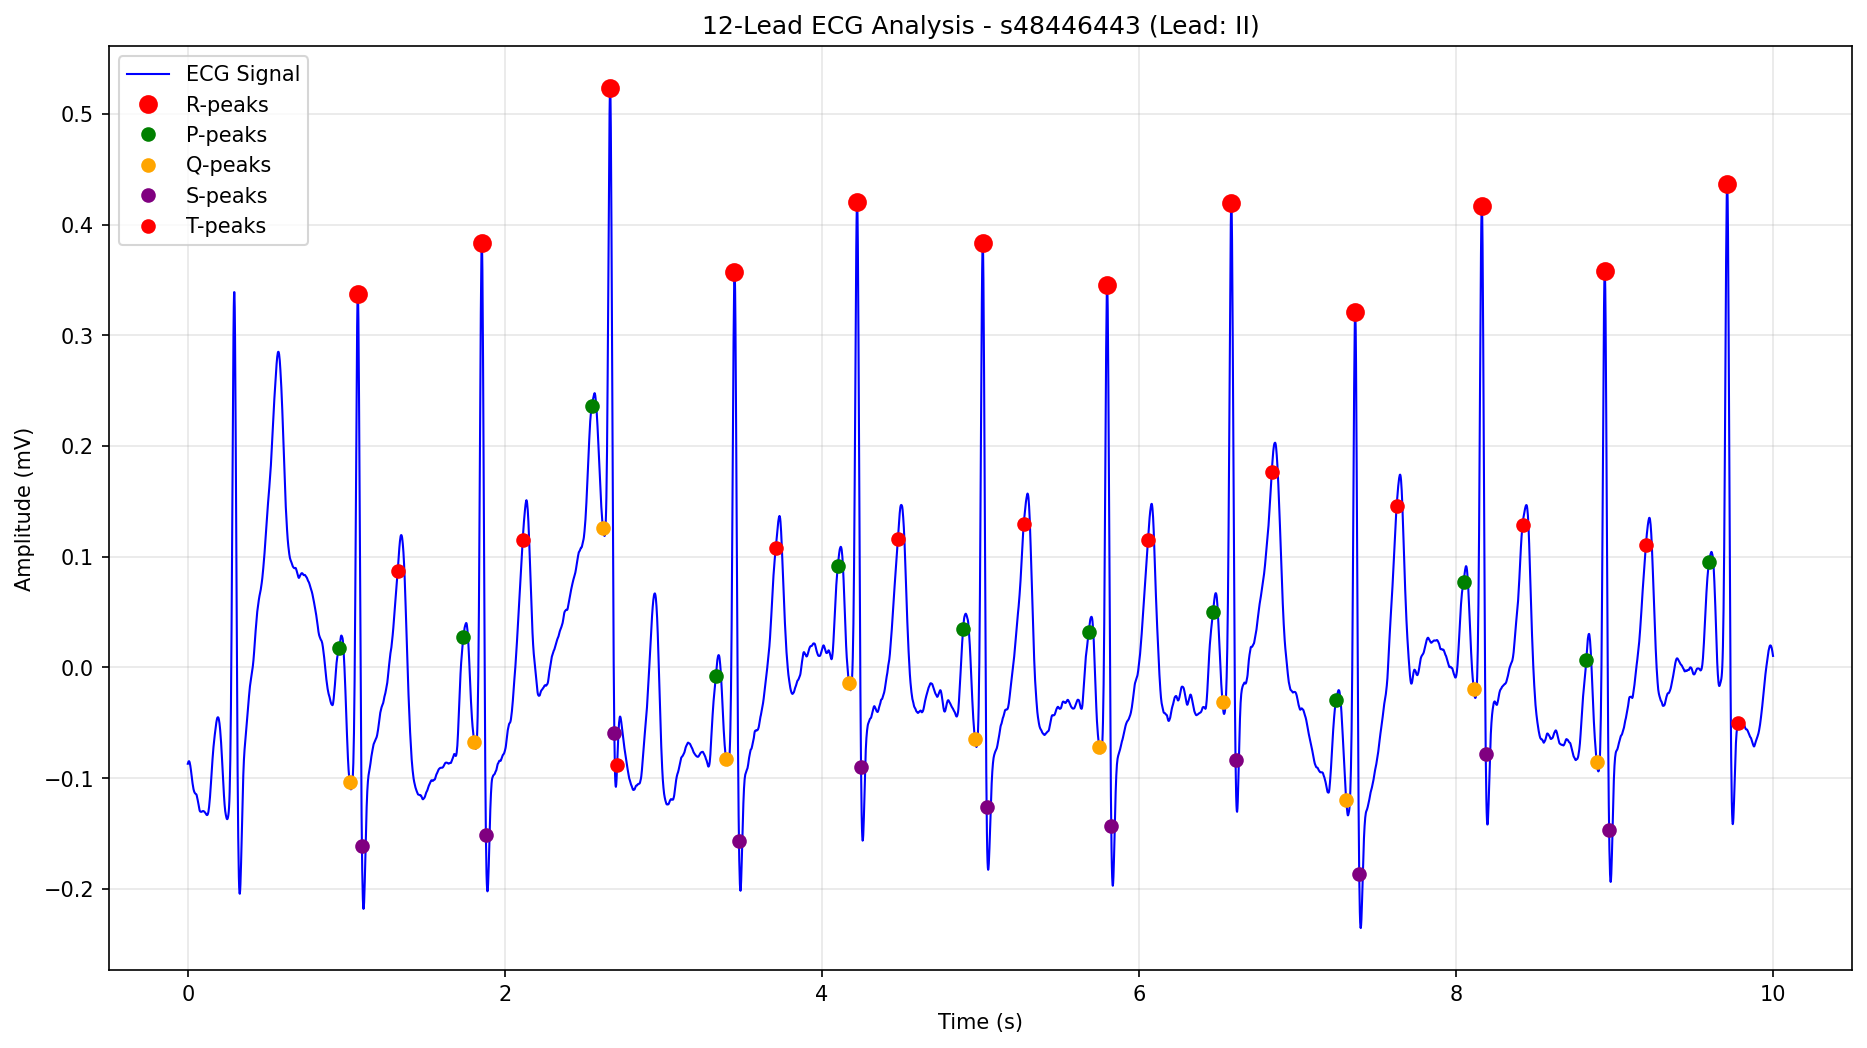 12-Lead ECG Analysis - s48446443 (Lead: II)
ECG Signal
R-peaks
P-peaks
Q-peaks
S-peaks
T-peaks
Amplitude (mV)
0.5
0.4
0.3
0.2
0.1
0.0
−0.1
−0.2
0 2 4 6 8 10
Time (s)